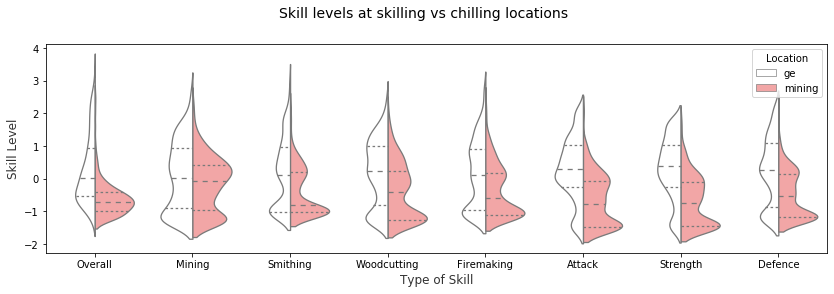 Skill levels at skilling vs chilling locations
Location
ge
mining
Skill Level
4
3
2
1
0
−1
−2
Overall Mining Smithing Woodcutting Firemaking Attack Strength Defence
Type of Skill